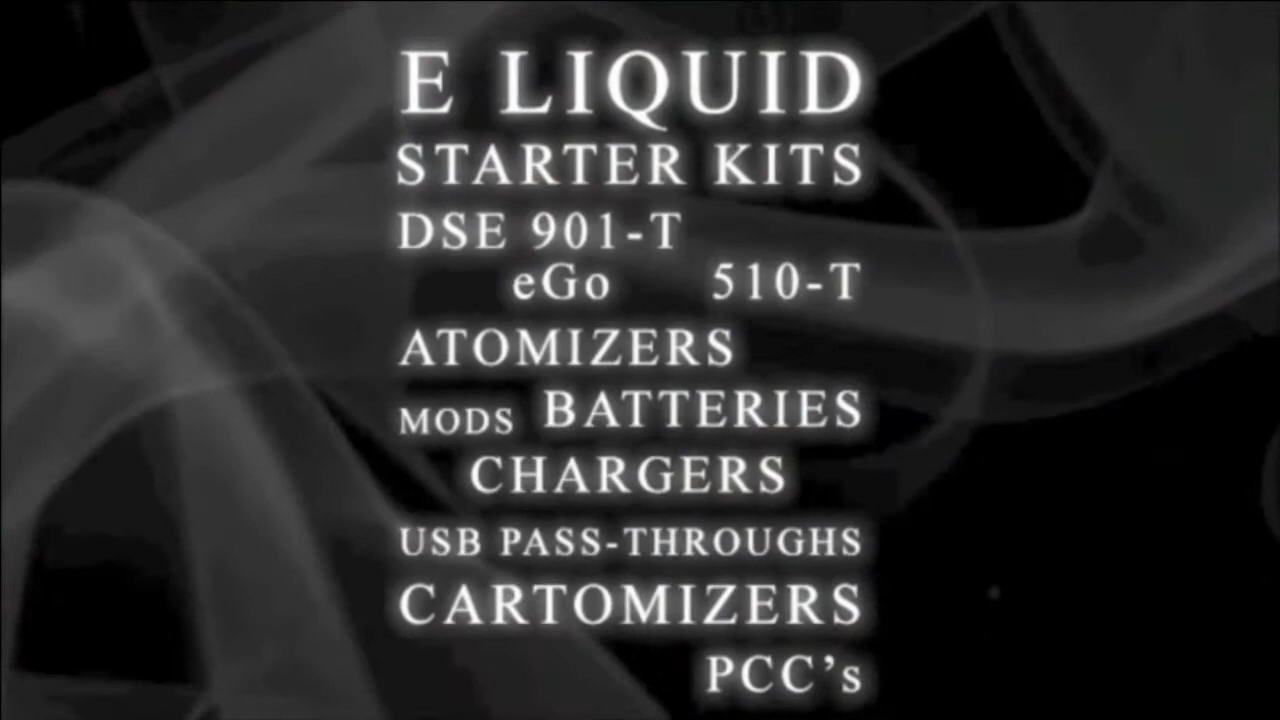 E LIQUID
STARTER KITS
DSE 901-T
eGo 510-T
ATOMIZERS
MODS BATTERIES
CHARGERS
USB PASS-THROUGHS
CARTOMIZERS
PCC's